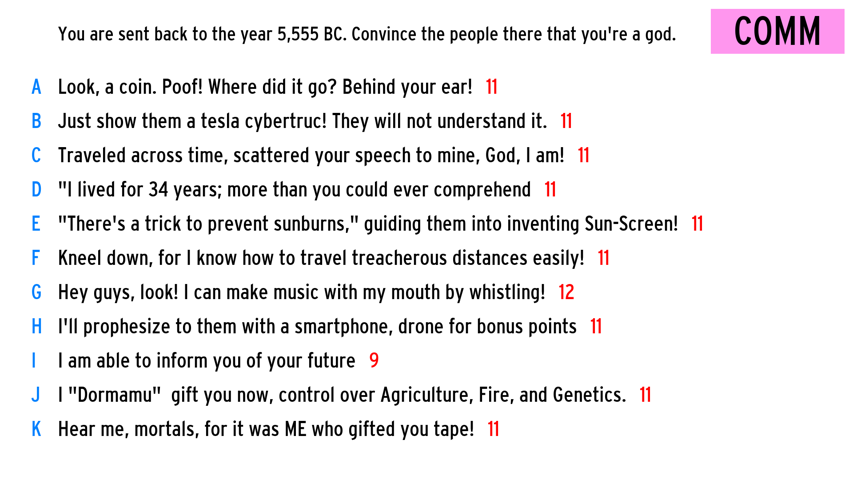 You are sent back to the year 5,555 BC. Convince the people there that you're a god.
COMM
A Look, a coin. Poof! Where did it go? Behind your ear! 11
B Just show them a tesla cybertruc! They will not understand it. 11
C Traveled across time, scattered your speech to mine, God, I am! 11
D "I lived for 34 years; more than you could ever comprehend 11
E "There's a trick to prevent sunburns," guiding them into inventing Sun-Screen! 11
F Kneel down, for I know how to travel treacherous distances easily! 11
G Hey guys, look! I can make music with my mouth by whistling! 12
H I'll prophesize to them with a smartphone, drone for bonus points 11
I I am able to inform you of your future 9
J I "Dormamu"  gift you now, control over Agriculture, Fire, and Genetics. 11
K Hear me, mortals, for it was ME who gifted you tape! 11